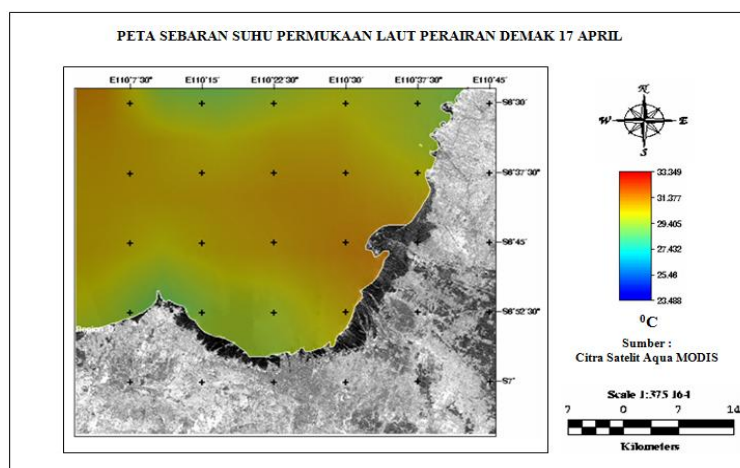 PETA SEBARAN SUHU PERMUKAAN LAUT PERAIRAN DEMAK 17 APRIL
E110°7'30" E110°15' E110°22'30" E110°30' E110°37'30" E110°45'
S6°30'
S6°37'30"
S6°45'
S6°52'30"
S7°
N
W E
S
33.349
31.377
29.405
27.432
25.46
23.488
⁰C
Sumber :
Citra Satelit Aqua MODIS
Scale 1:375 164
7 0 7 14
Kilometers